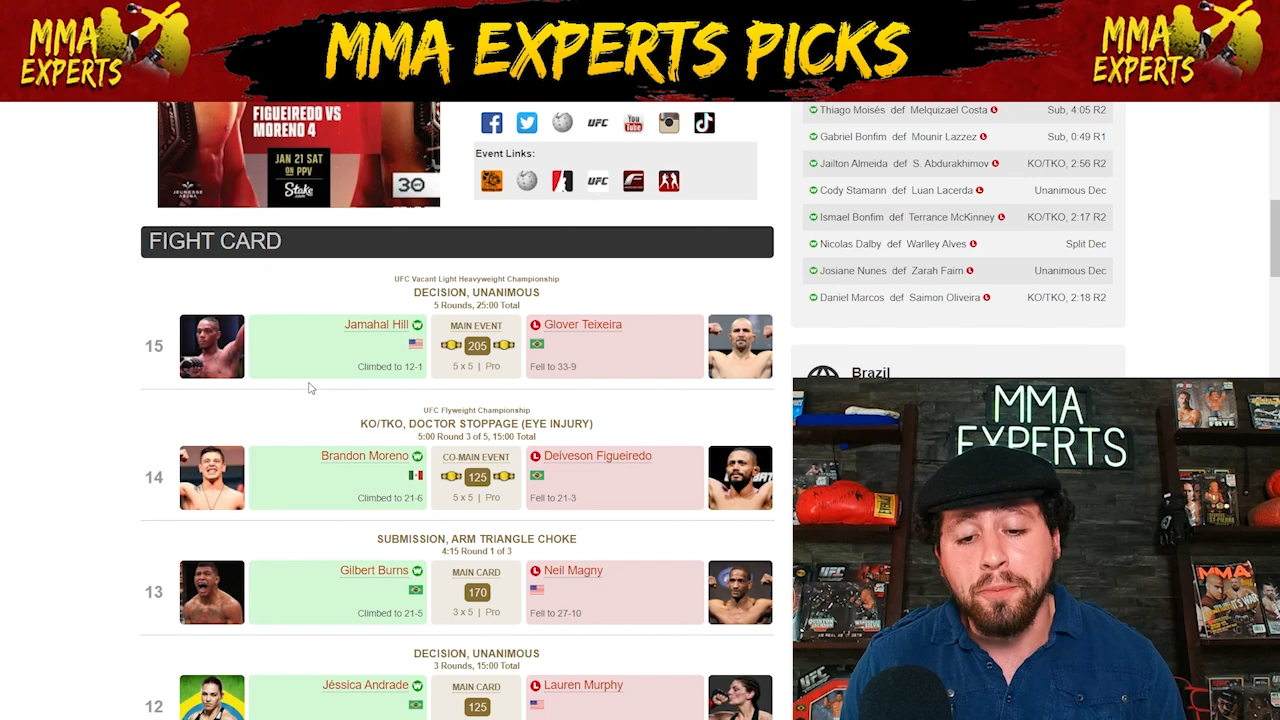 MMA
EXPERTS
MMA EXPERTS PICKS
MMA
EXPERTS
FIGUEIREDO VS
MORENO 4
JAN 21 SAT
ON PPV
Stake
.com
JEUNESSE
30
UFC
You
Tube
Event Links:
UFC
Thiago Moisés def Melquizael Costa L Sub, 4:05 R2
W Gabriel Bonfim def Mounir Lazzez L Sub, 0:49 R1
W Jailton Almeida def S. Abdurakhimov L KO/TKO, 2:56 R2
W Cody Stamann def Luan Lacerda L Unanimous Dec
W Ismael Bonfim def Terrance McKinney L KO/TKO, 2:17 R2
W Nicolas Dalby def Warlley Alves L Split Dec
W Josiane Nunes def Zarah Faim L Unanimous Dec
W Daniel Marcos def Saimon Oliveira L KO/TKO, 2:18 R2
Brazil
FIGHT CARD
UFC Vacant Light Heavyweight Championship
DECISION, UNANIMOUS
5 Rounds, 25:00 Total
15
Jamahal Hill W
Climbed to 12-1
MAIN EVENT
205
5 x 5 | Pro
L Glover Teixeira
Fell to 33-9
UFC Flyweight Championship
KO/TKO, DOCTOR STOPPAGE (EYE INJURY)
5:00 Round 3 of 5, 15:00 Total
14
Brandon Moreno W
Climbed to 21-6
CO-MAIN EVENT
125
5 x 5 | Pro
L Deiveson Figueiredo
Fell to 21-3
SUBMISSION, ARM TRIANGLE CHOKE
4:15 Round 1 of 3
13
Gilbert Burns W
Climbed to 21-5
MAIN CARD
170
3 x 5 | Pro
L Neil Magny
Fell to 27-10
DECISION, UNANIMOUS
3 Rounds, 15:00 Total
12
Jéssica Andrade W
MAIN CARD
125
L Lauren Murphy
MMA
EXPERTS
UFC
MMA
UFC